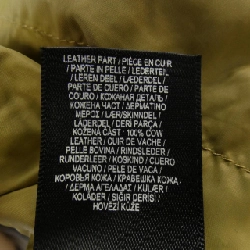 LEATHER PART / PIÈCE EN CUIR
/ PARTE IN PELLE / LEDERTEIL
/ LEREN DEEL / LÆDERDEL /
PARTE DE CUERO / PARTE DE
COURO / КОЖАНАЯ ДЕТАЛЬ /
КОЖЕНА ЧАСТ / ΔΕΡΜΑΤΙΝΟ
ΜΕΡΟΣ / LÆR/SKINNDEL /
LÄDERDEL / DERİ PARÇA /
KOŽENÁ ČÁST: 100% COW
LEATHER / CUIR DE VACHE /
PELLE BOVINA / RINDSLEDER /
RUNDERLEER / KOSKIND / CUERO
VACUNO / PELE DE VACA /
КОРОВЬЯ КОЖА / КРАВЕШКА КОЖА
/ ΔΕΡΜΑ ΑΓΕΛΑΔΑΣ / KULÆR /
KOLÄDER / SIĞIR DERİSİ /
HOVĚZÍ KŮŽE